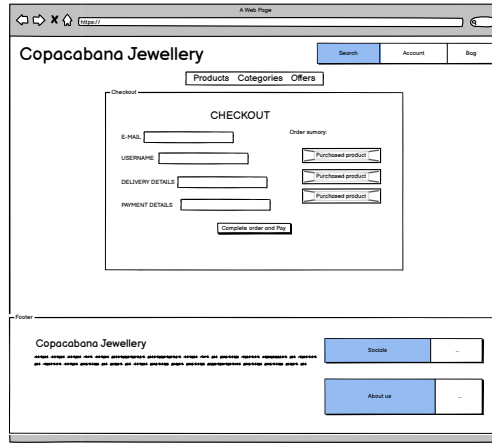 A Web Page
https://
Copacabana Jewellery
Search
Account
Bag
Products Categories Offers
Checkout
CHECKOUT
E-MAIL
Order sumary:
USERNAME
Purchased product
DELIVERY DETAILS
Purchased product
PAYMENT DETAILS
Purchased product
Complete order and Pay
Footer
Copacabana Jewellery
Socials
...
About us
...